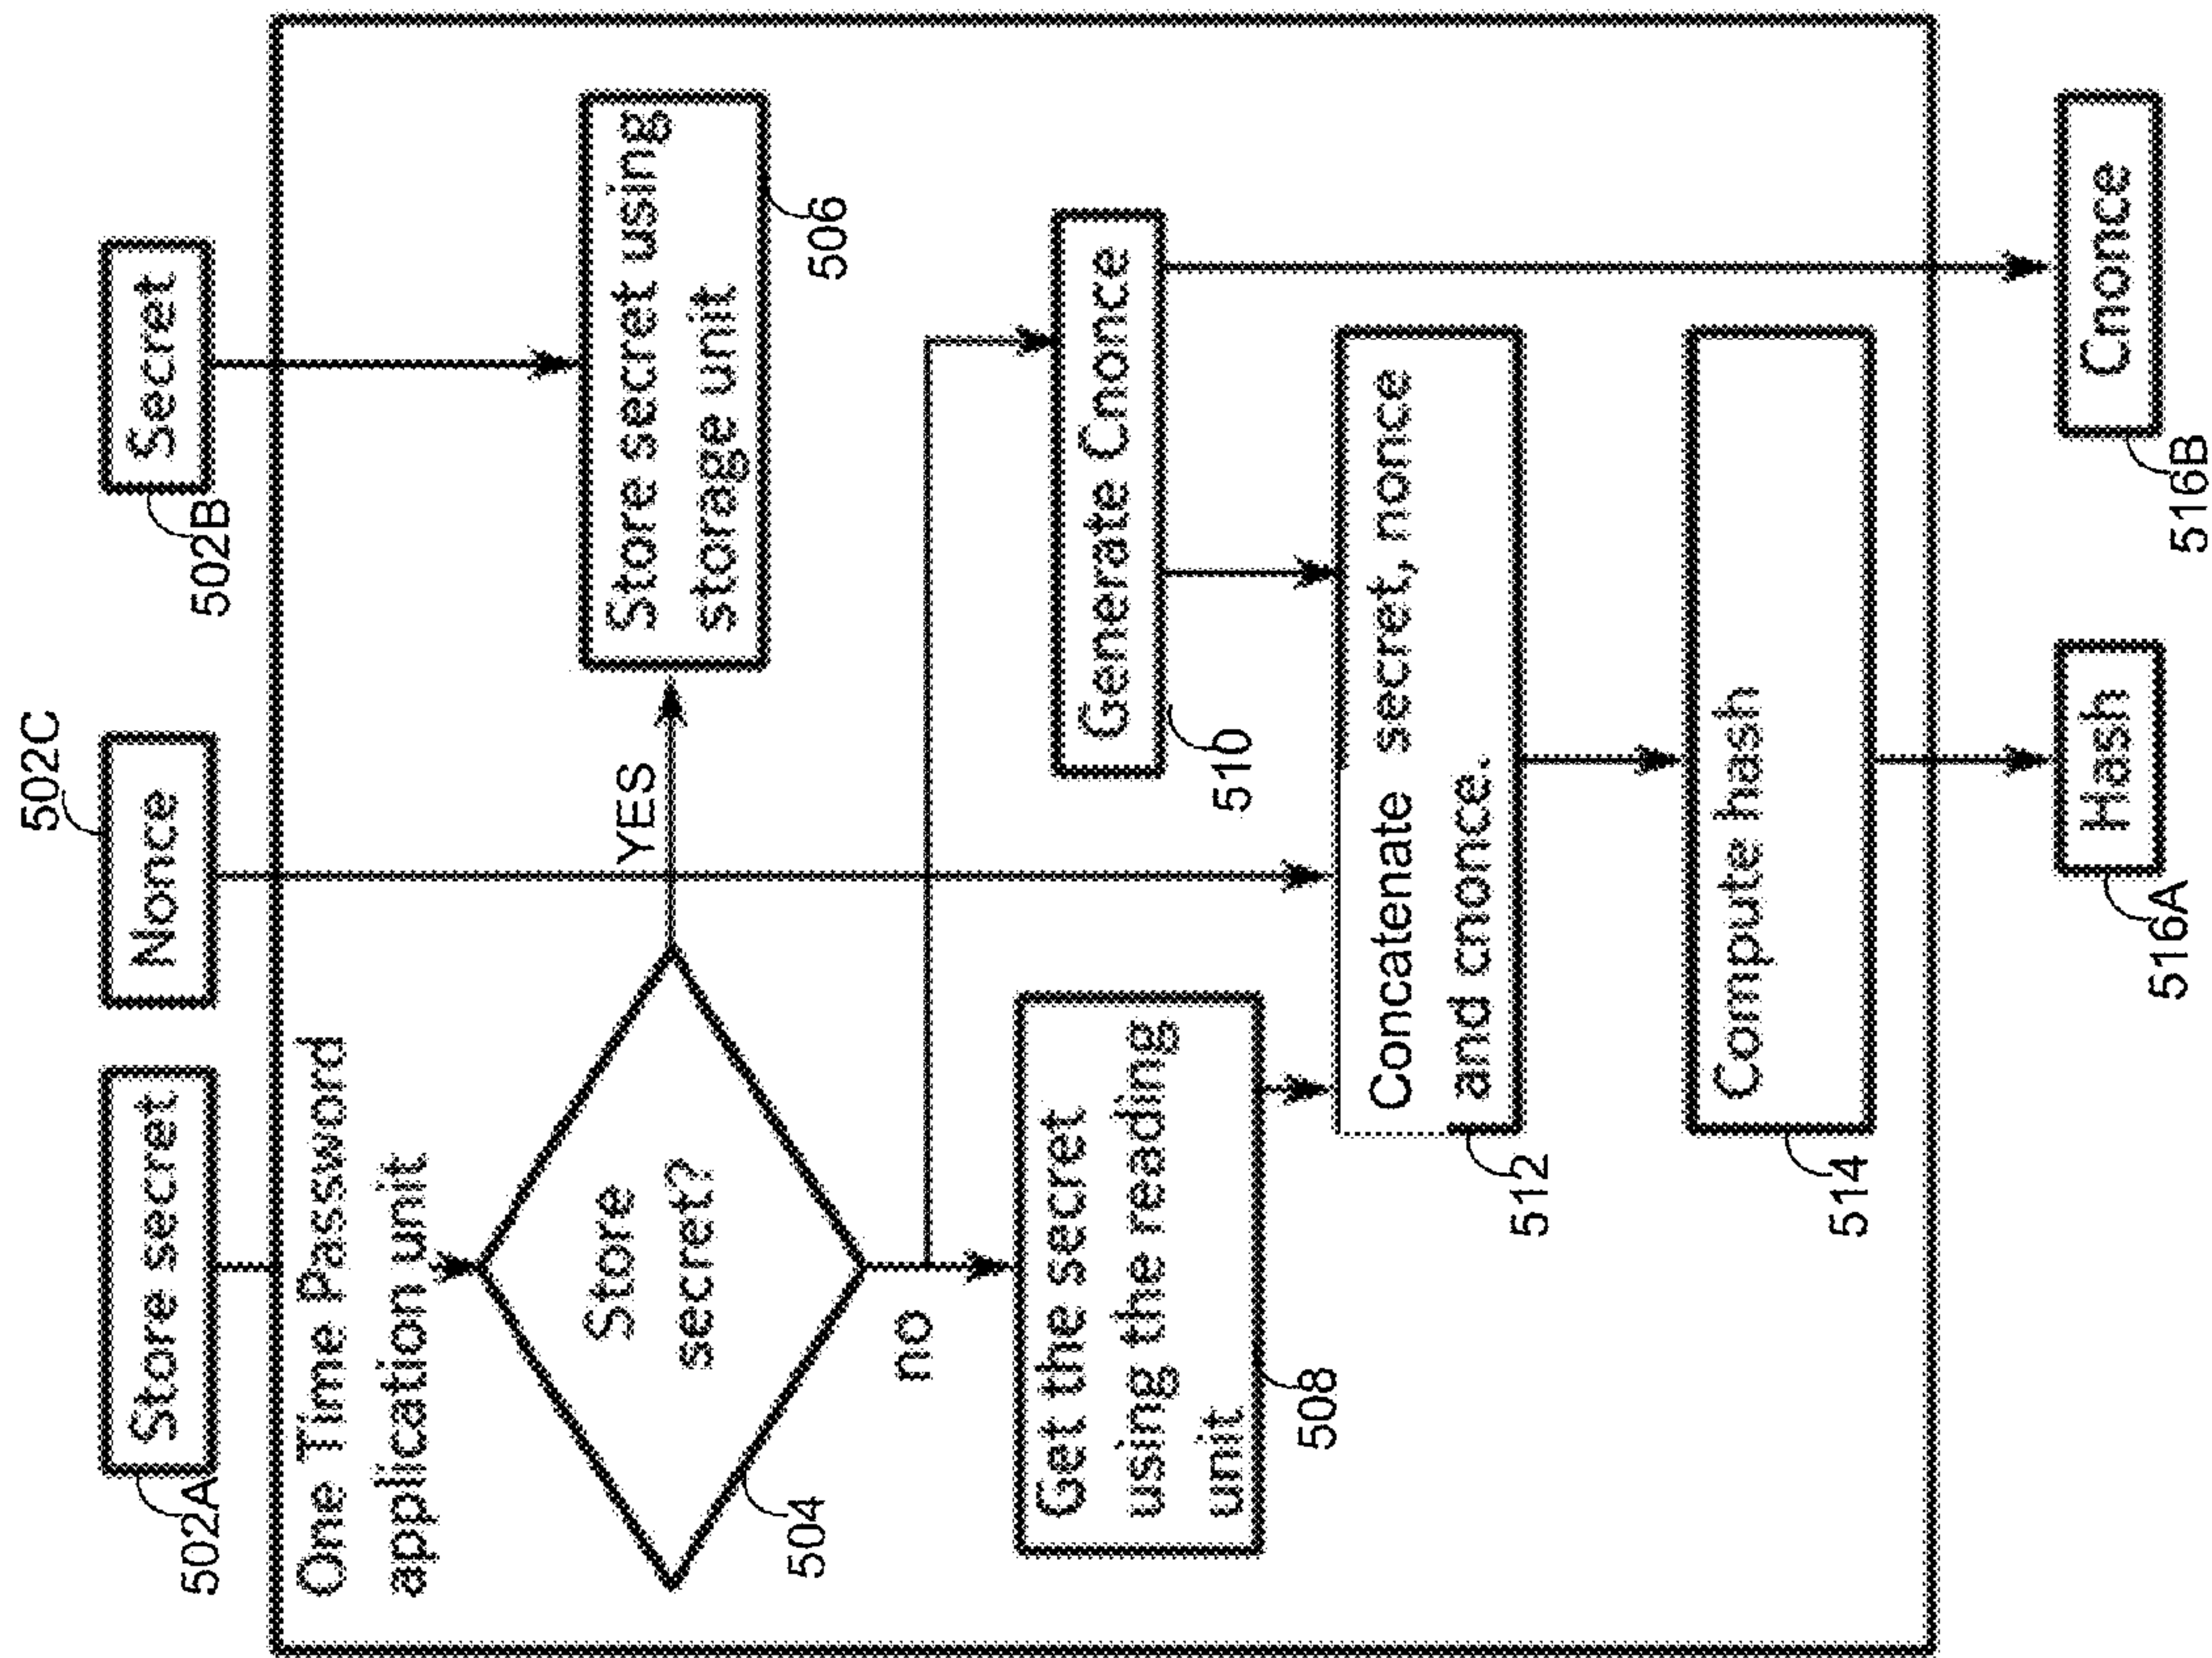 502A
Store secret
502C
Nonce
502B
Secret
One Time Password
application unit
Store
secret?
504
YES
Store secret using
storage unit
506
no
Get the secret
using the reading
unit
508
Generate Cnonce
510
Concatenate secret, nonce
and cnonce.
512
Compute hash
514
Hash
516A
Cnonce
516B